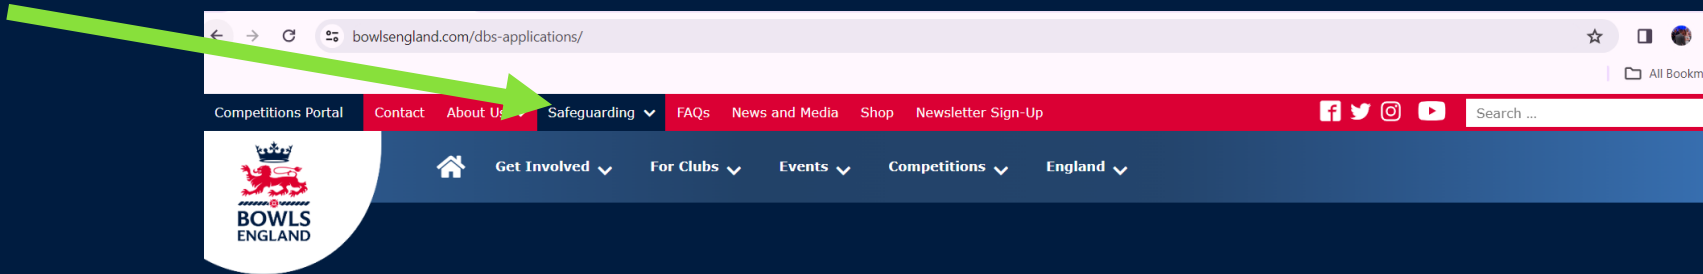 bowlsengland.com/dbs-applications/
All Bookm
Competitions Portal Contact About Us Safeguarding FAQs News and Media Shop Newsletter Sign-Up Search ...
Get Involved For Clubs Events Competitions England
BOWLS
ENGLAND